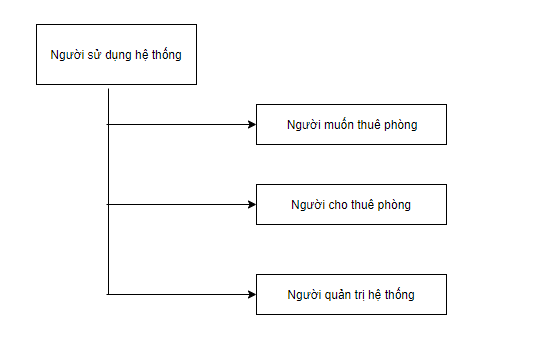 Người sử dụng hệ thống
Người muốn thuê phòng
Người cho thuê phòng
Người quản trị hệ thống